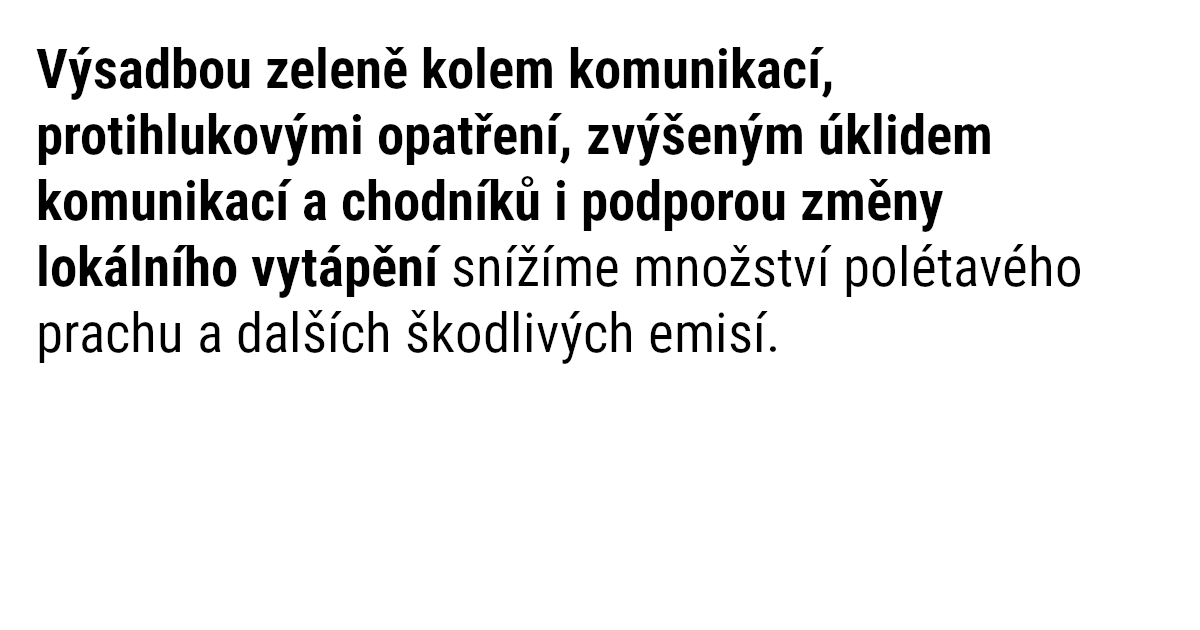 Výsadbou zeleně kolem komunikací,
protihlukovými opatření, zvýšeným úklidem
komunikací a chodníků i podporou změny
lokálního vytápění snížíme množství polétavého
prachu a dalších škodlivých emisí.